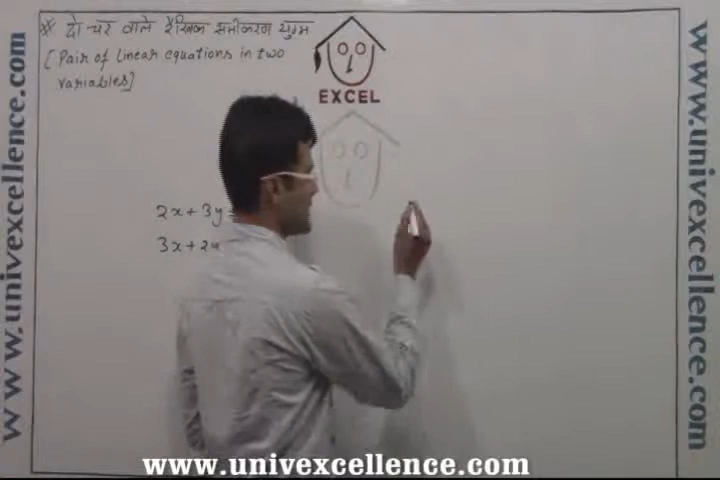 ※ दो चर वाले रैखिक समीकरण युग्म
[Pair of linear equations in two
variables]
EXCEL
2x + 3y =
3x + 2y
www.univexcellence.com
www.univexcellence.com
www.univexcellence.com